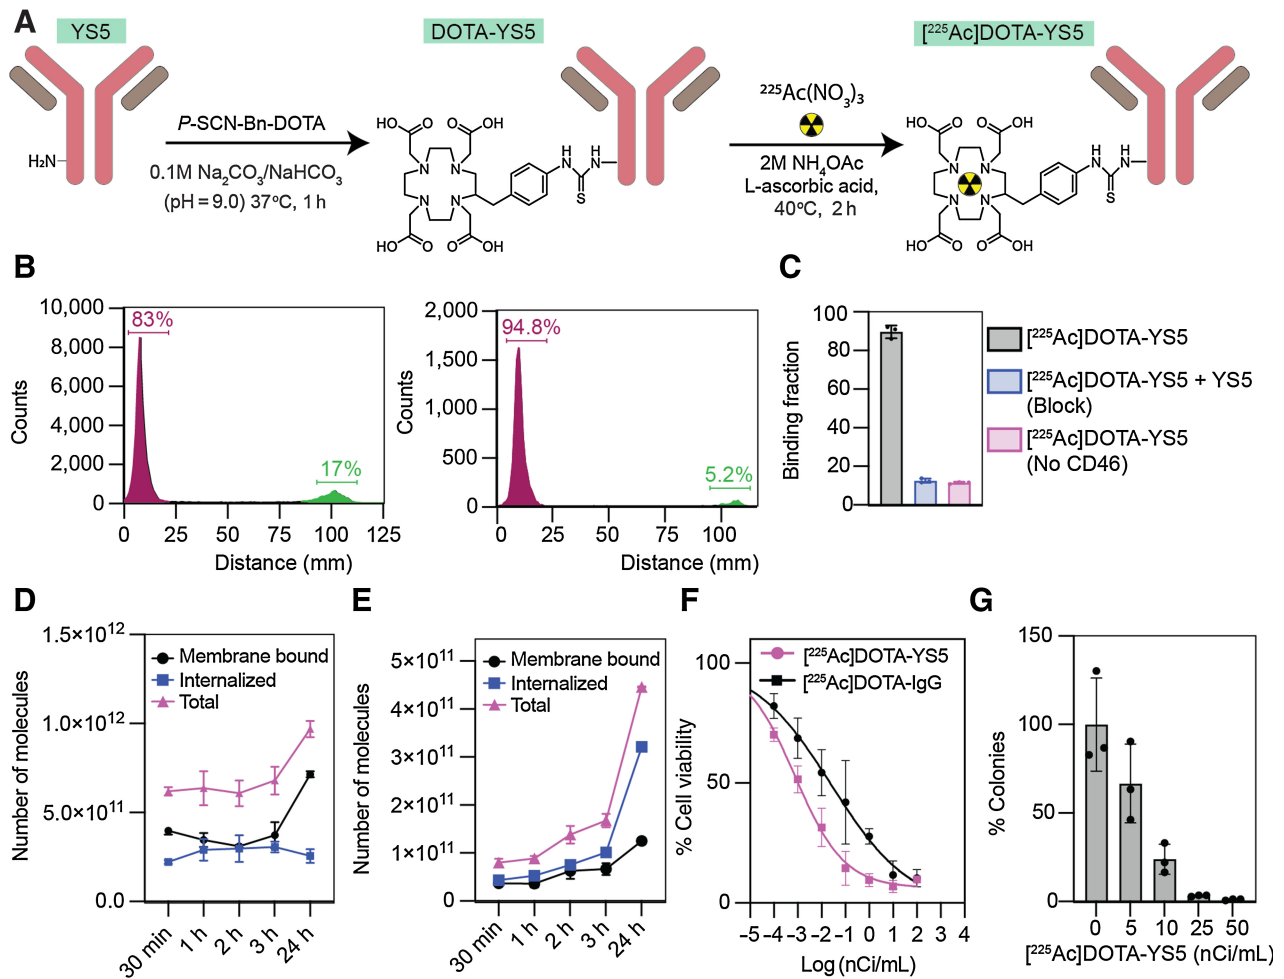 A
YS5
DOTA-YS5
[²²⁵Ac]DOTA-YS5
H₂N
P-SCN-Bn-DOTA
0.1M Na₂CO₃/NaHCO₃
(pH = 9.0) 37°C, 1 h
HO O O OH
N N
N N
HO O O OH
H N H N
S
²²⁵Ac(NO₃)₃
2M NH₄OAc
L-ascorbic acid,
40°C, 2 h
HO O O OH
N N
N N
HO O O OH
H N H N
S
B
10,000
8,000
6,000
4,000
2,000
0
Counts
83%
17%
0 25 50 75 100 125
Distance (mm)
2,000
1,500
1,000
500
0
Counts
94.8%
5.2%
0 25 50 75 100
Distance (mm)
C
100
80
60
40
20
0
Binding fraction
[²²⁵Ac]DOTA-YS5
[²²⁵Ac]DOTA-YS5 + YS5
(Block)
[²²⁵Ac]DOTA-YS5
(No CD46)
D
1.5×10¹²
1.0×10¹²
5.0×10¹¹
0.0
Number of molecules
Membrane bound
Internalized
Total
30 min 1 h 2 h 3 h 24 h
E
5×10¹¹
4×10¹¹
3×10¹¹
2×10¹¹
1×10¹¹
0
Number of molecules
Membrane bound
Internalized
Total
30 min 1 h 2 h 3 h 24 h
F
100
50
0
% Cell viability
[²²⁵Ac]DOTA-YS5
[²²⁵Ac]DOTA-IgG
−5 −4 −3 −2 −1 0 1 2 3 4
Log (nCi/mL)
G
150
100
50
0
% Colonies
0 5 10 25 50
[²²⁵Ac]DOTA-YS5 (nCi/mL)